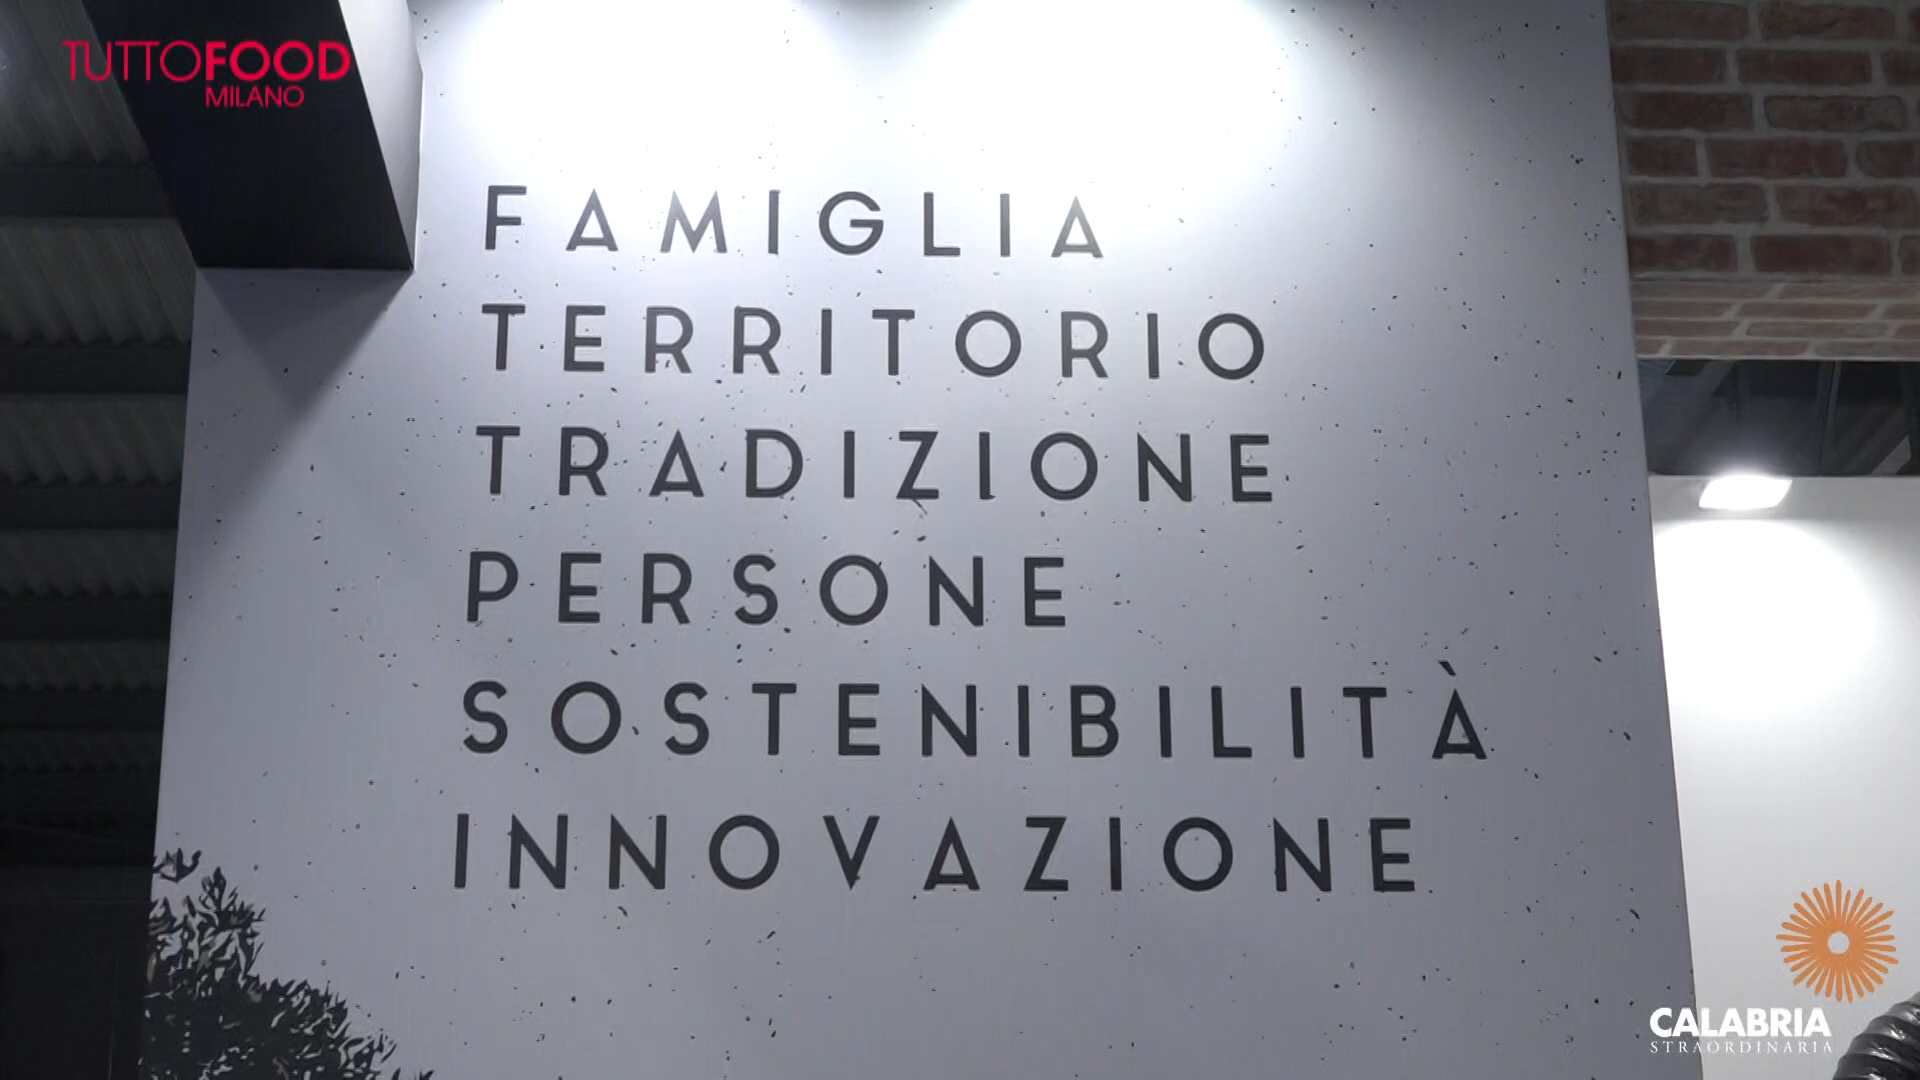 TUTTOFOOD
MILANO
FAMIGLIA
TERRITORIO
TRADIZIONE
PERSONE
SOSTENIBILITÀ
INNOVAZIONE
CALABRIA
STRAORDINARIA